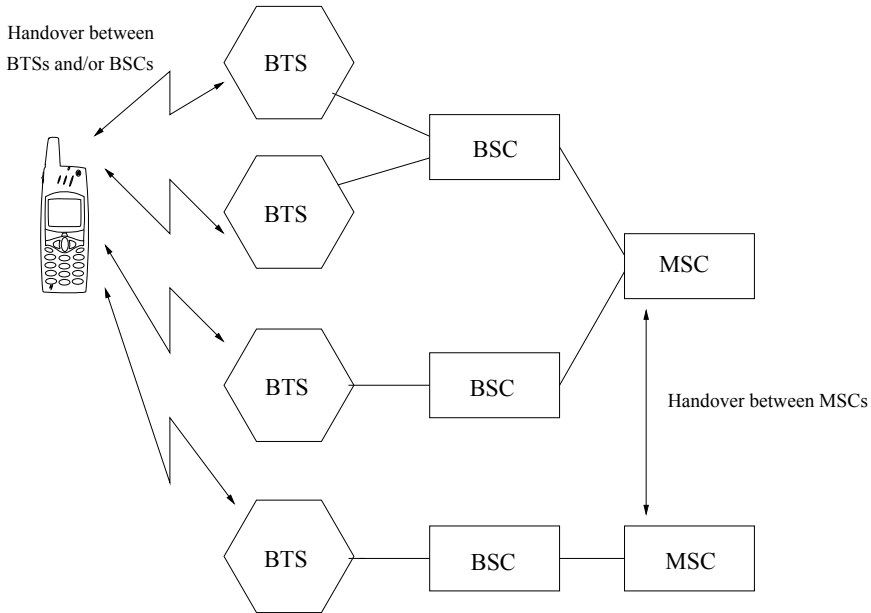 Handover between
BTSs and/or BSCs
BTS
BSC
BTS
MSC
BTS
BSC
Handover between MSCs
BTS
BSC
MSC